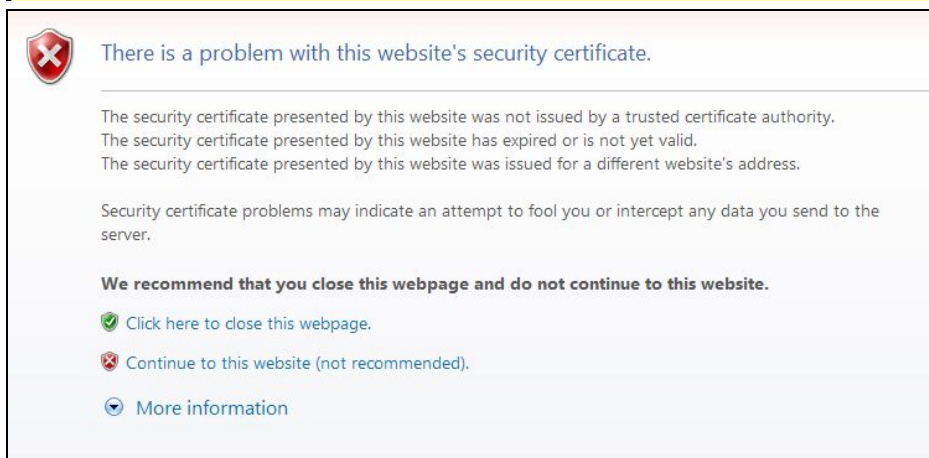 There is a problem with this website's security certificate.
The security certificate presented by this website was not issued by a trusted certificate authority.
The security certificate presented by this website has expired or is not yet valid.
The security certificate presented by this website was issued for a different website's address.
Security certificate problems may indicate an attempt to fool you or intercept any data you send to the
server.
We recommend that you close this webpage and do not continue to this website.
Click here to close this webpage.
Continue to this website (not recommended).
More information